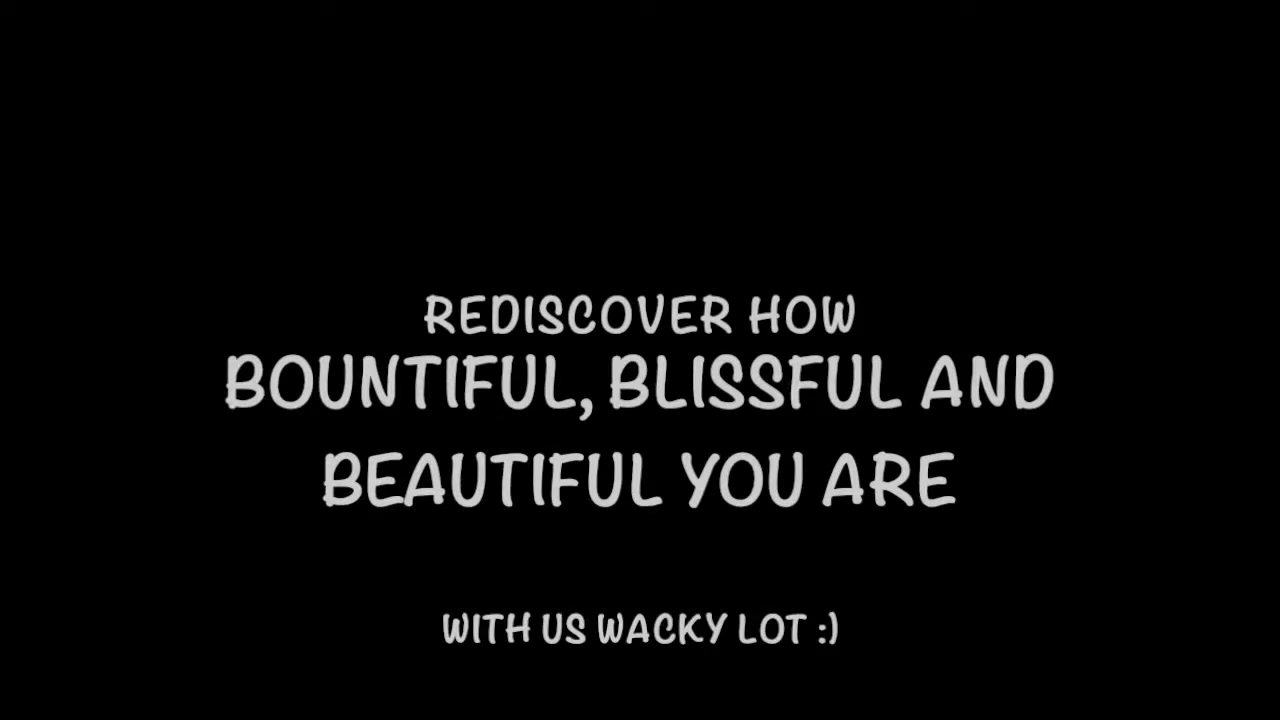 REDISCOVER HOW
BOUNTIFUL, BLISSFUL AND
BEAUTIFUL YOU ARE
WITH US WACKY LOT :)